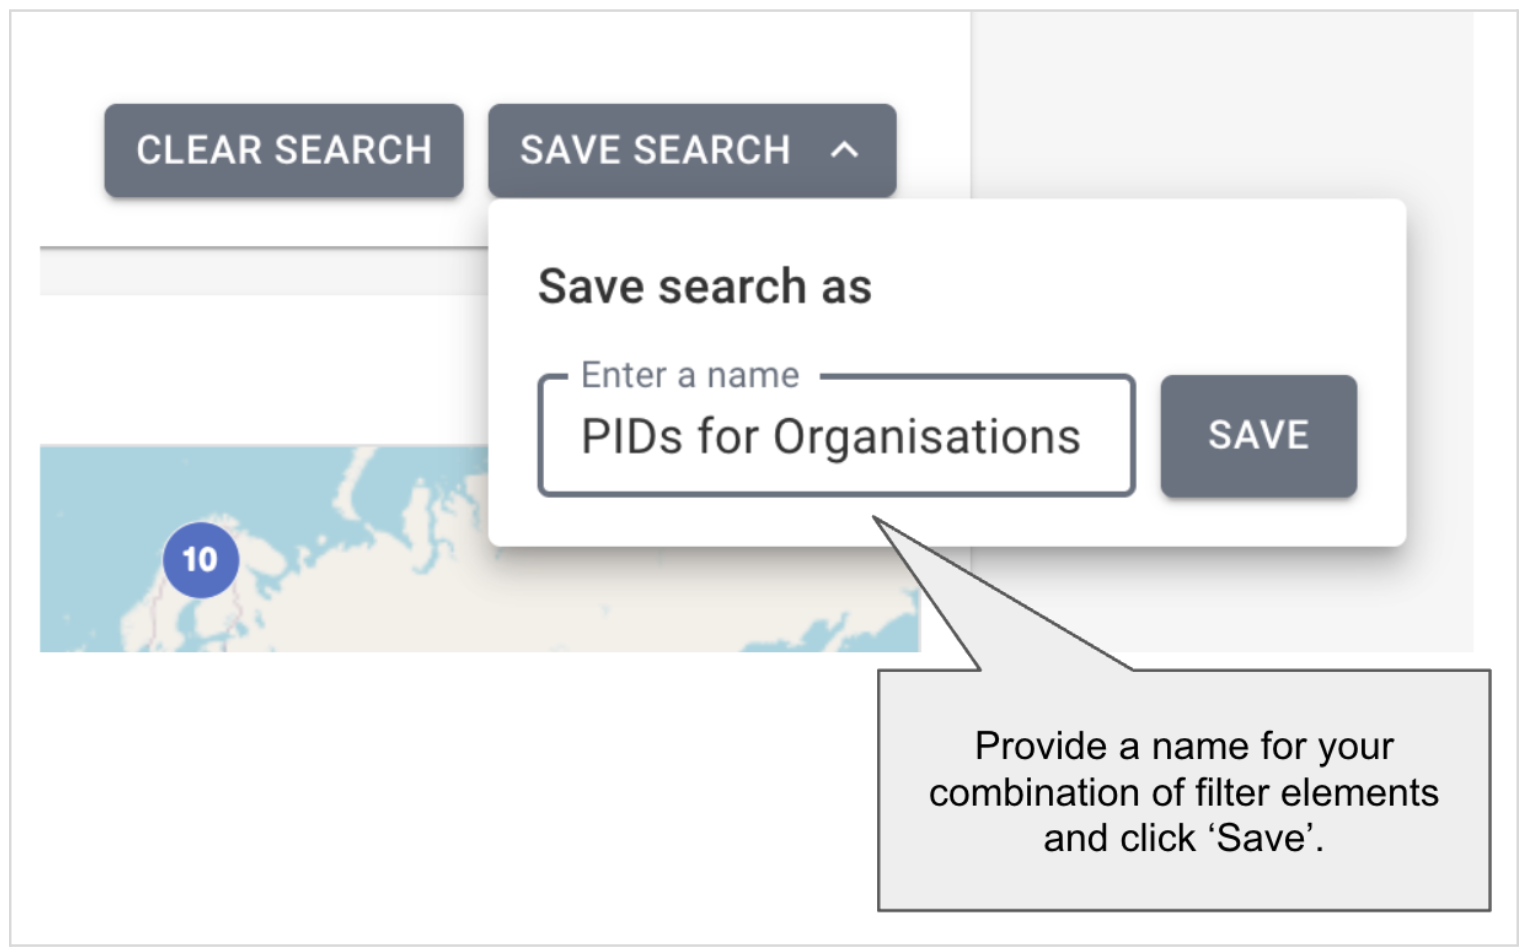 CLEAR SEARCH
SAVE SEARCH
Save search as
Enter a name
PIDs for Organisations
SAVE
10
Provide a name for your
combination of filter elements
and click ‘Save’.